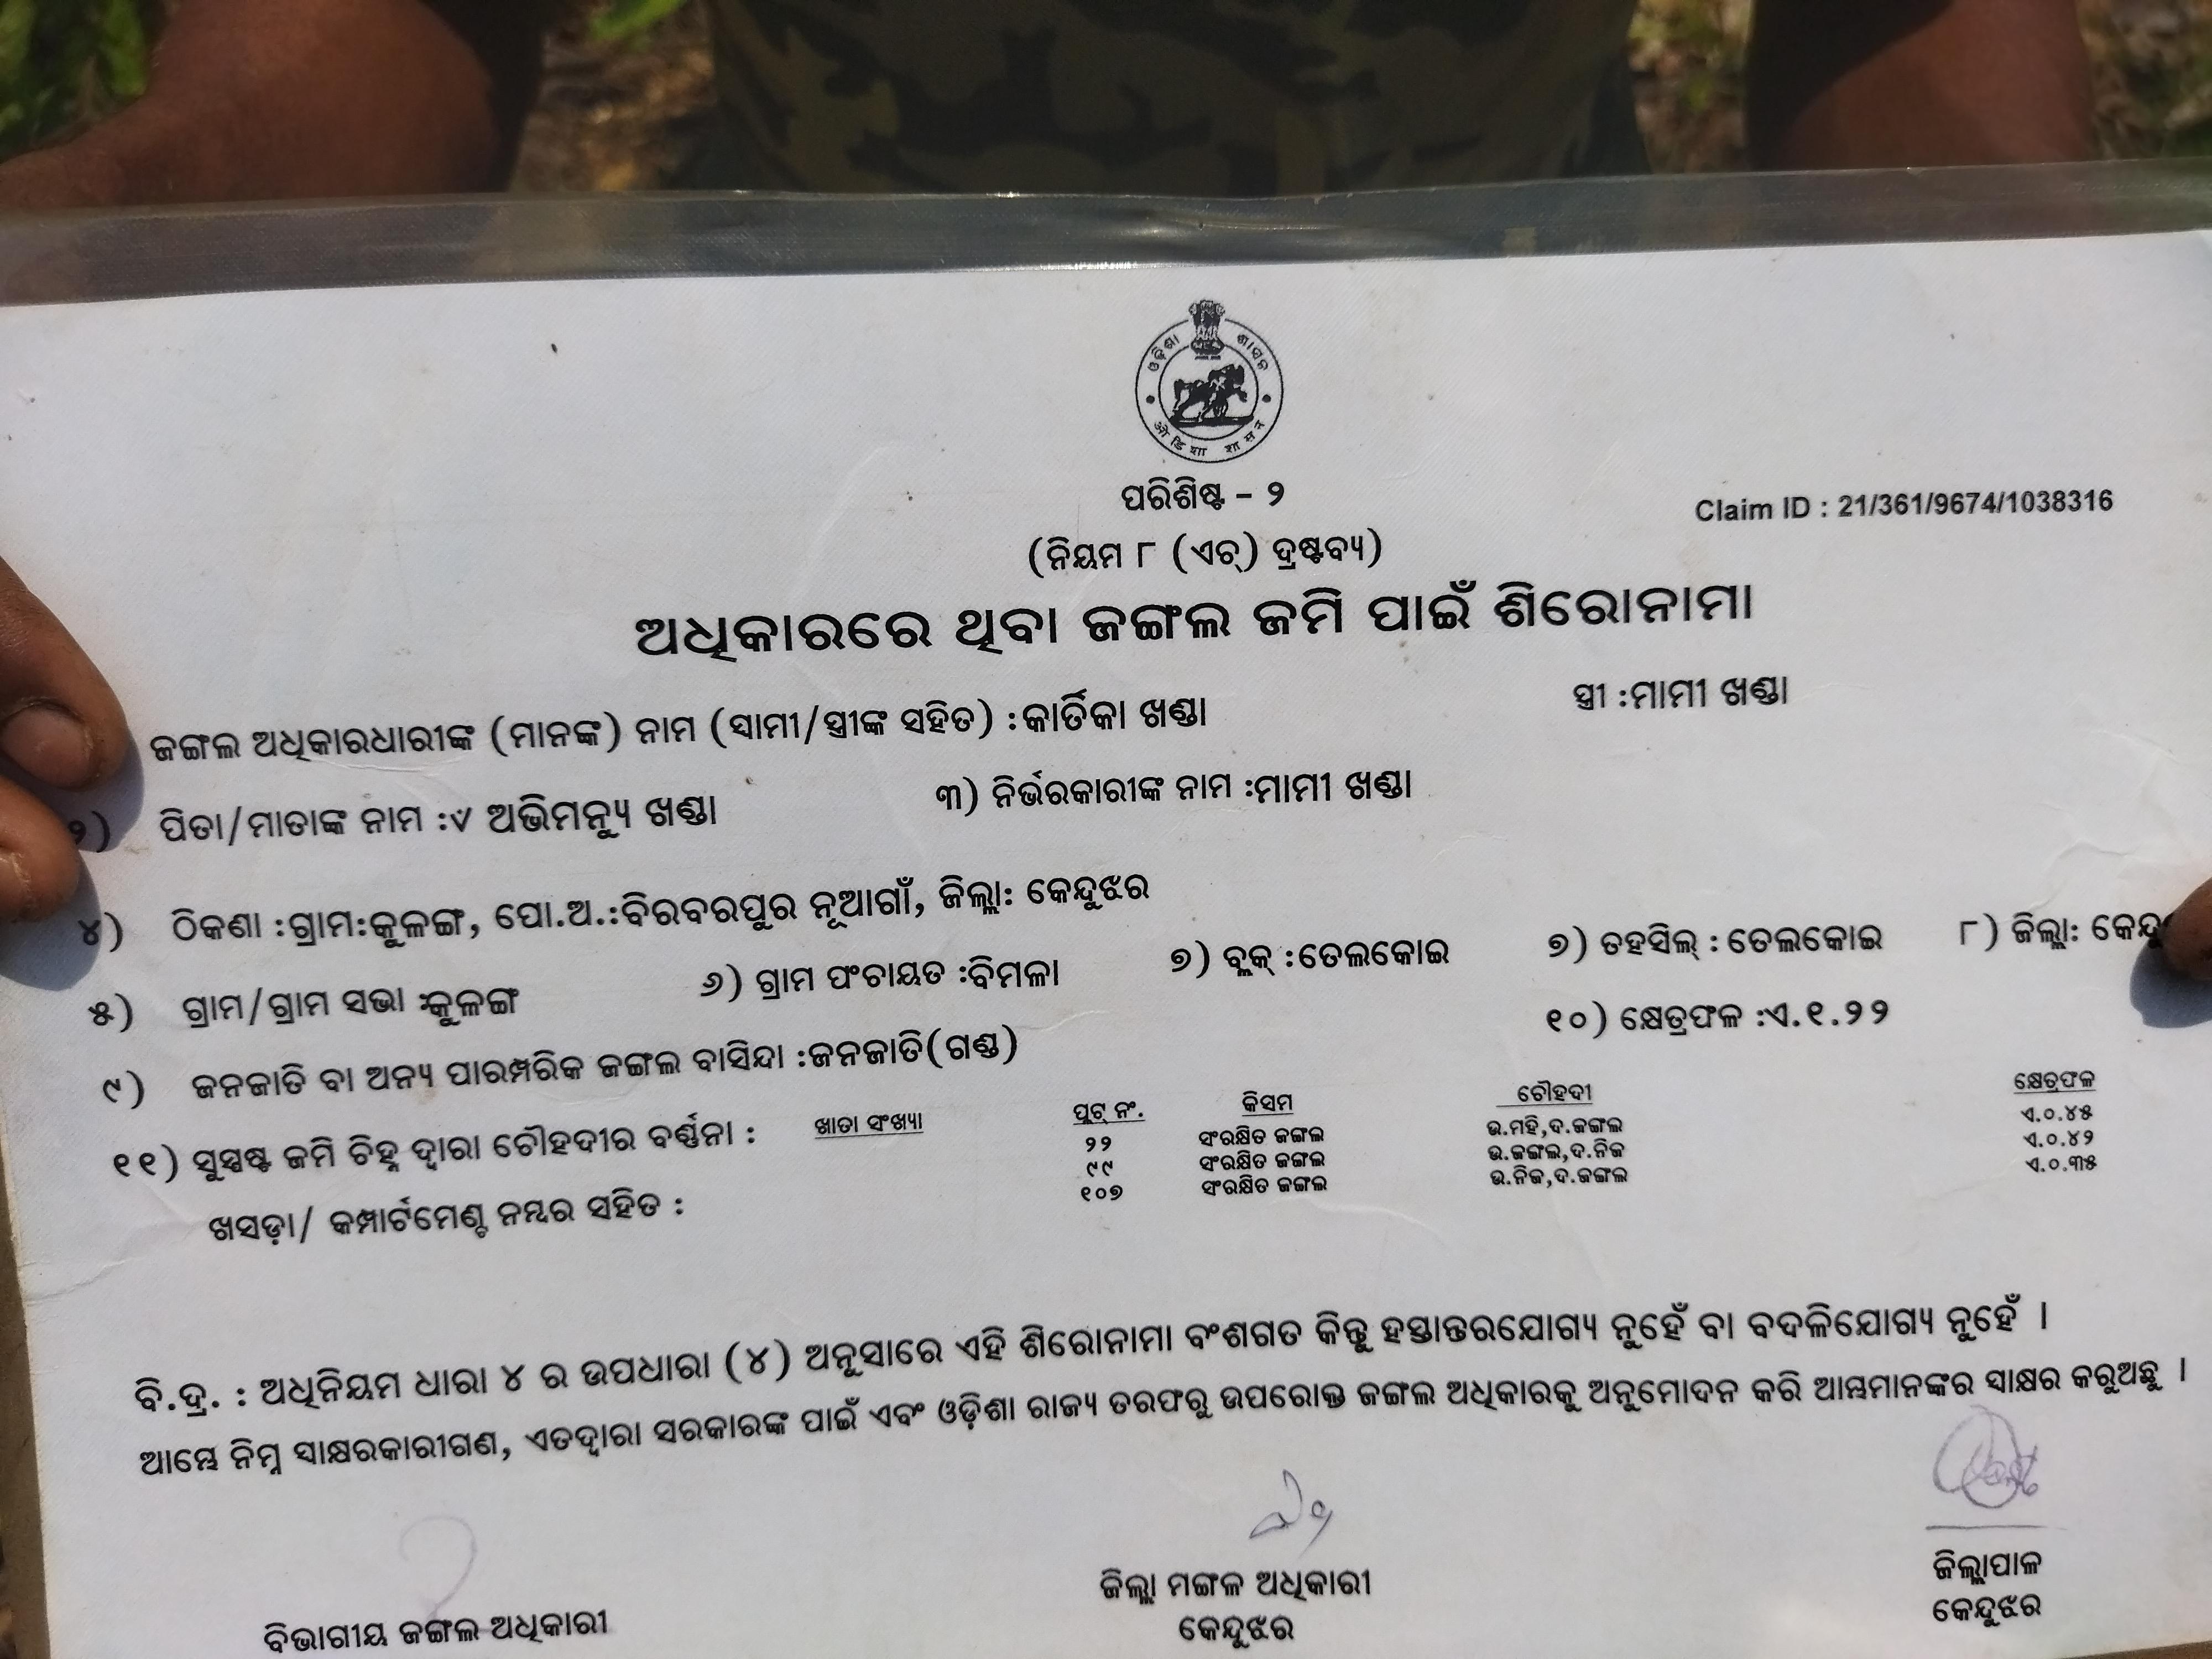 ଓଡ଼ିଶା ଶାସନ
ओडिशा शासन
ପରିଶିଷ୍ଟ - ୨
Claim ID : 21/361/9674/1038316
(ନିୟମ ୮ (ଏଚ୍) ଦ୍ରଷ୍ଟବ୍ୟ)
ଅଧିକାରରେ ଥିବା ଜଙ୍ଗଲ ଜମି ପାଇଁ ଶିରୋନାମା
ଜଙ୍ଗଲ ଅଧିକାରଧାରୀଙ୍କ (ମାନଙ୍କ) ନାମ (ସ୍ୱାମୀ/ସ୍ତ୍ରୀଙ୍କ ସହିତ) :କାର୍ତିକା ଖଣ୍ଡା ସ୍ତ୍ରୀ :ମାମୀ ଖଣ୍ଡା
୨) ପିତା/ମାତାଙ୍କ ନାମ : ଅଭିମନ୍ୟୁ ଖଣ୍ଡା ୩) ନିର୍ଭରକାରୀଙ୍କ ନାମ :ମାମୀ ଖଣ୍ଡା
୪) ଠିକଣା :ଗ୍ରାମ:କୁଳଙ୍ଗ, ପୋ.ଅ.:ବିରବରପୁର ନୂଆଗାଁ, ଜିଲ୍ଲା: କେନ୍ଦୁଝର
୫) ଗ୍ରାମ/ଗ୍ରାମ ସଭା :କୁଳଙ୍ଗ ୬) ଗ୍ରାମ ପଂଚାୟତ :ବିମଳା ୭) ବ୍ଲକ୍ :ତେଲକୋଇ ୭) ତହସିଲ୍ : ତେଲକୋଇ ୮) ଜିଲ୍ଲା: କେନ୍ଦୁ
୯) ଜନଜାତି ବା ଅନ୍ୟ ପାରମ୍ପରିକ ଜଙ୍ଗଲ ବାସିନ୍ଦା :ଜନଜାତି(ଗଣ୍ଡ) ୧୦) କ୍ଷେତ୍ରଫଳ :ଏ.୧.୨୨
୧୧) ସୁସ୍ପଷ୍ଟ ଜମି ଚିହ୍ନ ଦ୍ୱାରା ଚୌହଦୀର ବର୍ଣ୍ଣନା : ଖାତା ସଂଖ୍ୟା ପ୍ଲଟ୍ ନଂ. କିସମ ଚୌହଦୀ କ୍ଷେତ୍ରଫଳ
୨୨ ସଂରକ୍ଷିତ ଜଙ୍ଗଲ ଉ.ମହି,ଦ.ଜଙ୍ଗଲ ଏ.୦.୪୫
୯୯ ସଂରକ୍ଷିତ ଜଙ୍ଗଲ ଉ.ଜଙ୍ଗଲ,ଦ.ନିଜ ଏ.୦.୪୨
୧୦୭ ସଂରକ୍ଷିତ ଜଙ୍ଗଲ ଉ.ନିଜ,ଦ.ଜଙ୍ଗଲ ଏ.୦.୩୫
ଖସଡ଼ା/ କମ୍ପାର୍ଟମେଣ୍ଟ ନମ୍ବର ସହିତ :
ବି.ଦ୍ର. : ଅଧିନିୟମ ଧାରା ୪ ର ଉପଧାରା (୪) ଅନୁସାରେ ଏହି ଶିରୋନାମା ବଂଶଗତ କିନ୍ତୁ ହସ୍ତାନ୍ତରଯୋଗ୍ୟ ନୁହେଁ ବା ବଦଳିଯୋଗ୍ୟ ନୁହେଁ ।
ଆମ୍ଭେ ନିମ୍ନ ସାକ୍ଷରକାରୀଗଣ, ଏତଦ୍ୱାରା ସରକାରଙ୍କ ପାଇଁ ଏବଂ ଓଡ଼ିଶା ରାଜ୍ୟ ତରଫରୁ ଉପରୋକ୍ତ ଜଙ୍ଗଲ ଅଧିକାରକୁ ଅନୁମୋଦନ କରି ଆମ୍ଭମାନଙ୍କର ସାକ୍ଷର କରୁଅଛୁ ।
ବିଭାଗୀୟ ଜଙ୍ଗଲ ଅଧିକାରୀ
ଜିଲ୍ଲା ମଙ୍ଗଳ ଅଧିକାରୀ
କେନ୍ଦୁଝର
ଜିଲ୍ଲାପାଳ
କେନ୍ଦୁଝର